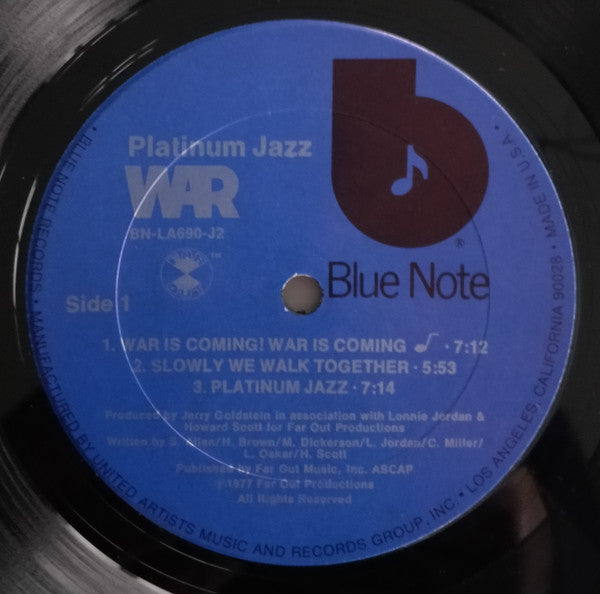 Platinum Jazz
WAR
BN-LA690-J2
TM
®
Blue Note
Side 1
1. WAR IS COMING! WAR IS COMING · 7:12
2. SLOWLY WE WALK TOGETHER · 5:53
3. PLATINUM JAZZ · 7:14
Produced by Jerry Goldstein in association with Lonnie Jordan &
Howard Scott for Far Out Productions
Written by S. Allen/H. Brown/M. Dickerson/L. Jordan/C. Miller/
L. Oskar/H. Scott
Published by Far Out Music, Inc. ASCAP
℗1977 Far Out Productions
All Rights Reserved
• BLUE NOTE RECORDS • MANUFACTURED BY UNITED ARTISTS MUSIC AND RECORDS GROUP, INC • LOS ANGELES, CALIFORNIA 90028 • MADE IN U.S.A. •